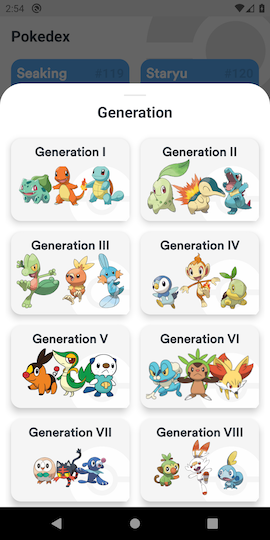 2:54
Pokedex
Seaking #119
Staryu #120
Generation
Generation I
Generation II
Generation III
Generation IV
Generation V
Generation VI
Generation VII
Generation VIII